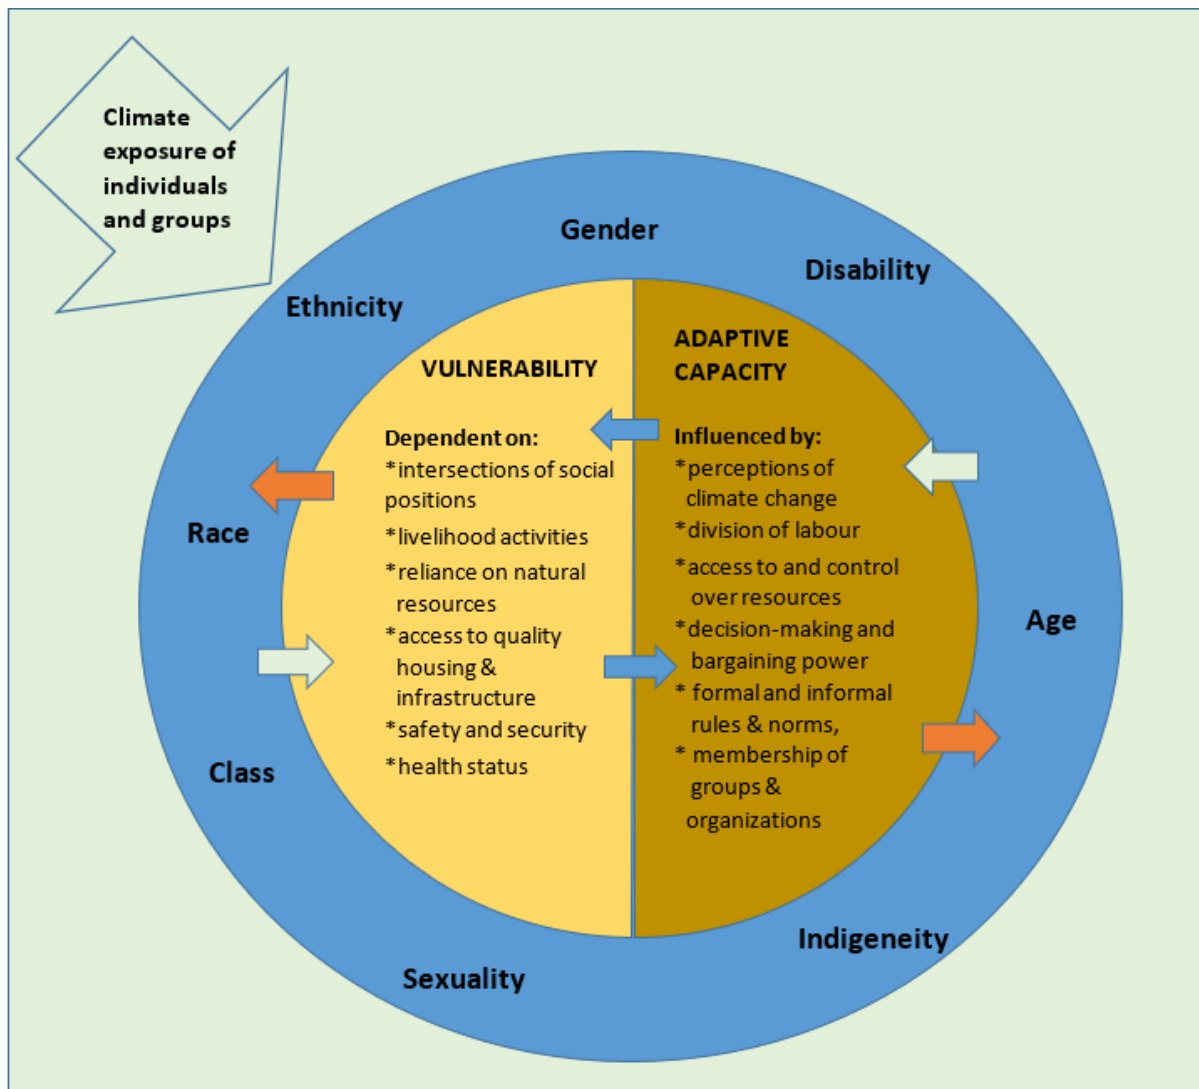 Climate
exposure of
individuals
and groups
Gender
Disability
Ethnicity
Race
Class
Sexuality
Indigeneity
Age
VULNERABILITY
Dependent on:
*intersections of social
positions
*livelihood activities
*reliance on natural
resources
*access to quality
housing &
infrastructure
*safety and security
*health status
ADAPTIVE
CAPACITY
Influenced by:
*perceptions of
climate change
*division of labour
*access to and control
over resources
*decision-making and
bargaining power
* formal and informal
rules & norms,
* membership of
groups &
organizations